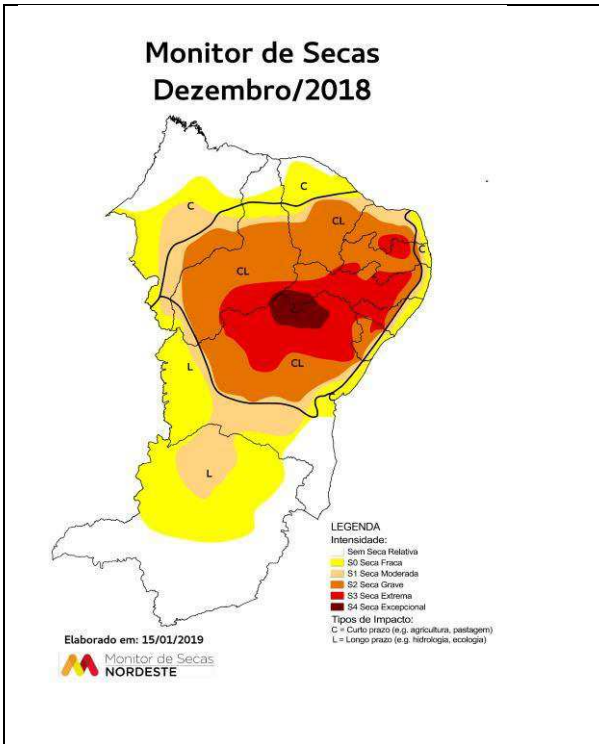 Monitor de Secas
Dezembro/2018
C
C
CL
C
CL
CL
L
L
LEGENDA
Intensidade:
Sem Seca Relativa
S0 Seca Fraca
S1 Seca Moderada
S2 Seca Grave
S3 Seca Extrema
S4 Seca Excepcional
Tipos de Impacto:
C = Curto prazo (e.g. agricultura, pastagem)
L = Longo prazo (e.g. hidrologia, ecologia)
Elaborado em: 15/01/2019
Monitor de Secas
NORDESTE